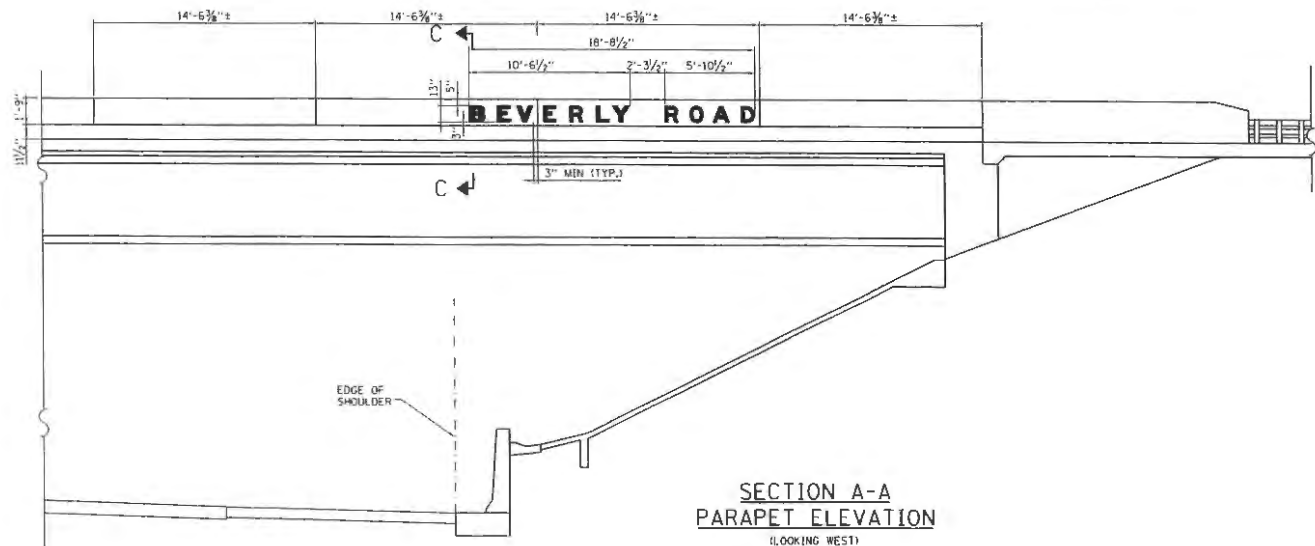 14'-6⅜"± 14'-6⅜"± 14'-6⅜"± 14'-6⅜"±
C
18'-8½"
10'-6½" 2'-3½" 5'-10½"
13" 5"
1'-9"
BEVERLY ROAD
3"
11½"
C
3" MIN (TYP.)
EDGE OF
SHOULDER
SECTION A-A
PARAPET ELEVATION
(LOOKING WEST)